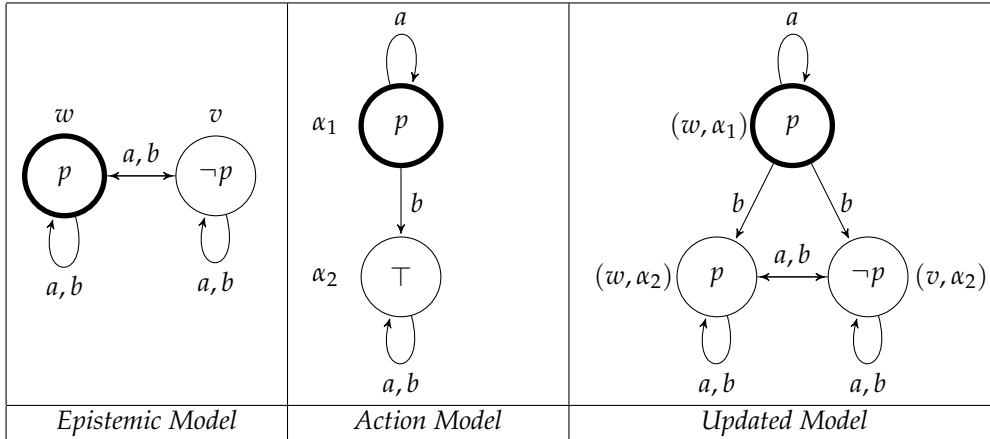 w
v
p
a, b
¬p
a, b
a, b
Epistemic Model
a
α₁
p
b
α₂
⊤
a, b
Action Model
a
(w, α₁)
p
b
b
(w, α₂)
p
a, b
¬p
(v, α₂)
a, b
a, b
Updated Model